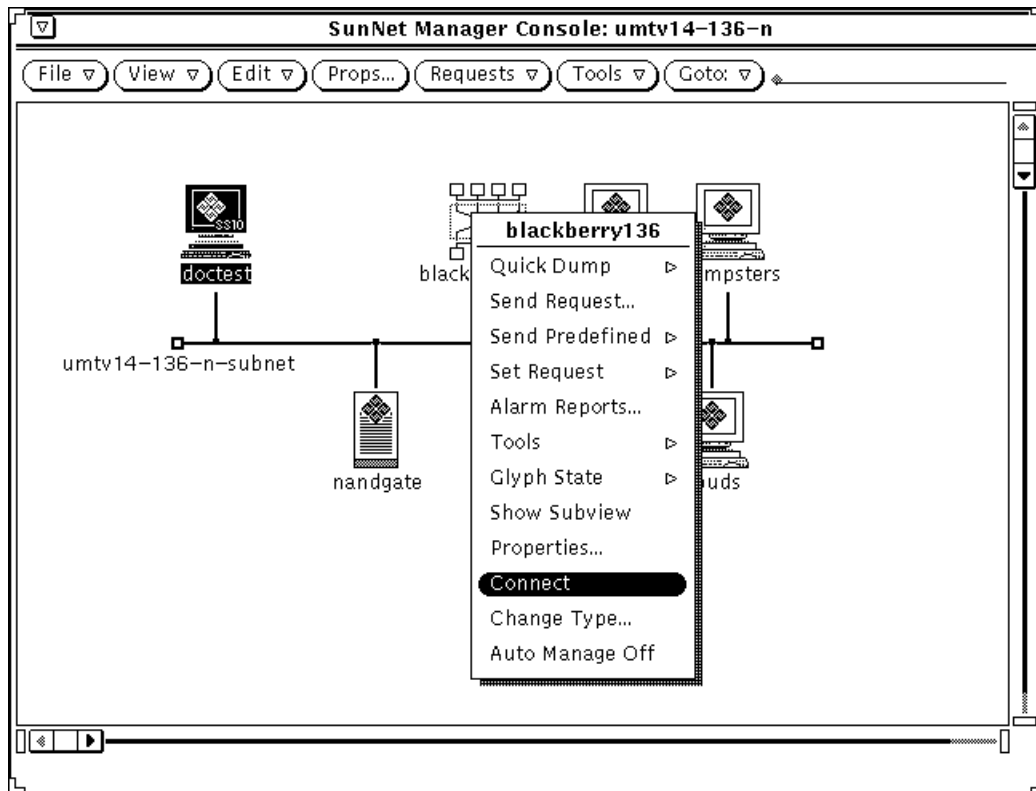 SunNet Manager Console: umtv14-136-n
File View Edit Props... Requests Tools Goto:
SS10
doctest
black
mpsters
umtv14-136-n-subnet
nandgate
uds
blackberry136
Quick Dump
Send Request...
Send Predefined
Set Request
Alarm Reports...
Tools
Glyph State
Show Subview
Properties...
Connect
Change Type...
Auto Manage Off